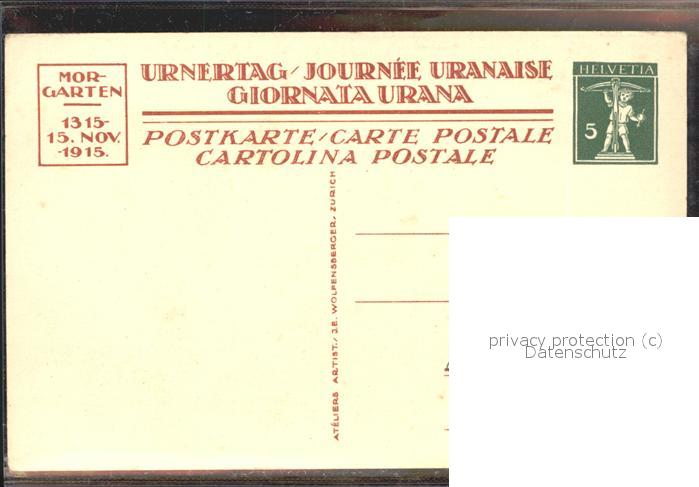 MOR-
GARTEN
1315-
15. NOV.
-1915.
URNERTAG / JOURNÉE URANAISE
GIORNATA URANA
POSTKARTE / CARTE POSTALE
CARTOLINA POSTALE
HELVETIA
5
ATÉLIERS ARTIST. / J.E. WOLFENSBERGER, ZURICH
privacy protection (c)
Datenschutz